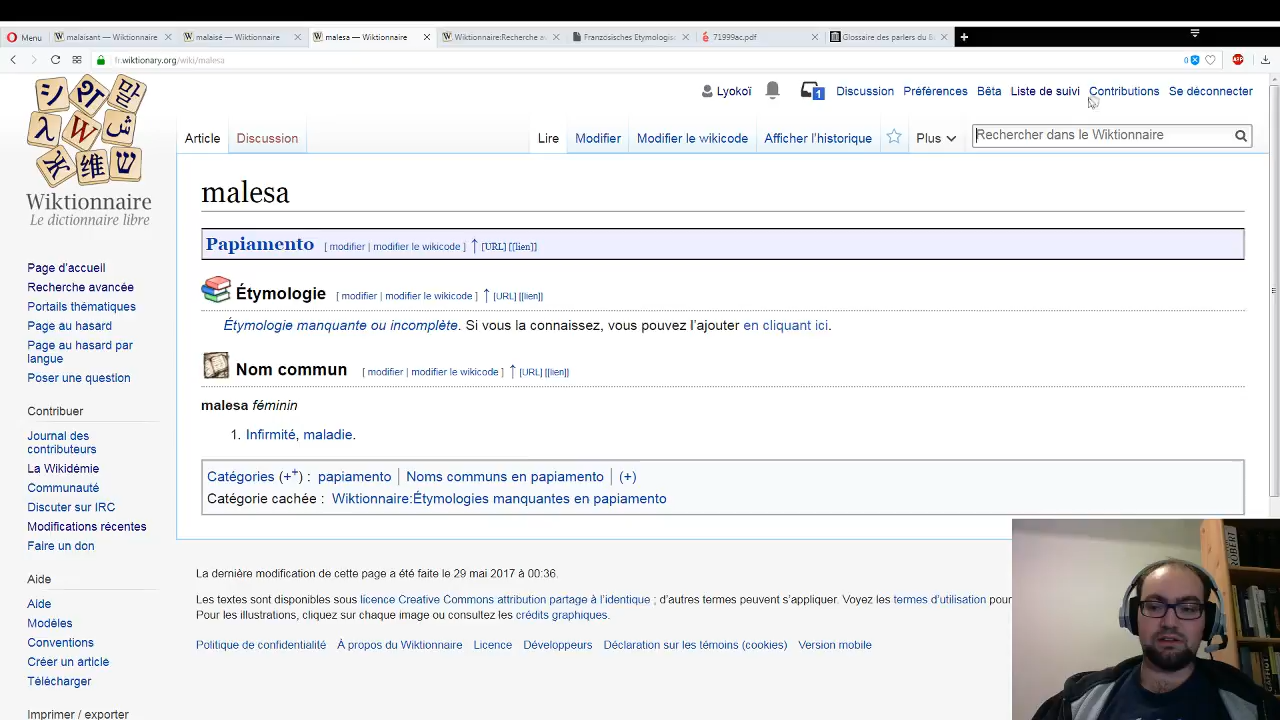 Menu
malaisant — Wiktionnaire
malaisé — Wiktionnaire
malesa — Wiktionnaire
Wiktionnaire:Recherche av
Französisches Etymologis
71999ac.pdf
Glossaire des parlers du B
fr.wiktionary.org/wiki/malesa
0
ABP
Lyokoï
1
Discussion
Préférences
Bêta
Liste de suivi
Contributions
Se déconnecter
Article
Discussion
Lire
Modifier
Modifier le wikicode
Afficher l'historique
Plus
Rechercher dans le Wiktionnaire
Wiktionnaire
Le dictionnaire libre
Page d'accueil
Recherche avancée
Portails thématiques
Page au hasard
Page au hasard par
langue
Poser une question
Contribuer
Journal des
contributeurs
La Wikidémie
Communauté
Discuter sur IRC
Modifications récentes
Faire un don
Aide
Aide
Modèles
Conventions
Créer un article
Télécharger
Imprimer / exporter
malesa
Papiamento [ modifier | modifier le wikicode ] ↑ [URL] [[lien]]
Étymologie [ modifier | modifier le wikicode ] ↑ [URL] [[lien]]
Étymologie manquante ou incomplète. Si vous la connaissez, vous pouvez l'ajouter en cliquant ici.
Nom commun [ modifier | modifier le wikicode ] ↑ [URL] [[lien]]
malesa féminin
1. Infirmité, maladie.
Catégories (+⁺) : papiamento | Noms communs en papiamento | (+)
Catégorie cachée : Wiktionnaire:Étymologies manquantes en papiamento
La dernière modification de cette page a été faite le 29 mai 2017 à 00:36.
Les textes sont disponibles sous licence Creative Commons attribution partage à l'identique ; d'autres termes peuvent s'appliquer. Voyez les termes d'utilisation pour
Pour les illustrations, cliquez sur chaque image ou consultez les crédits graphiques.
Politique de confidentialité
À propos du Wiktionnaire
Licence
Développeurs
Déclaration sur les témoins (cookies)
Version mobile